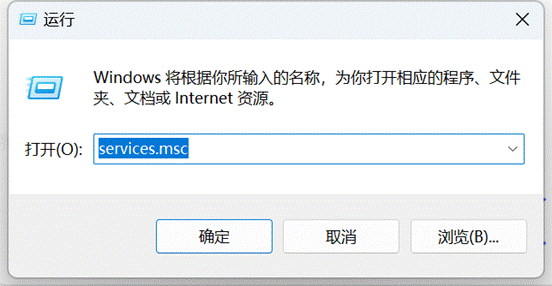 运行
Windows 将根据你所输入的名称，为你打开相应的程序、文件
夹、文档或 Internet 资源。
打开(O): services.msc
确定 取消 浏览(B)...